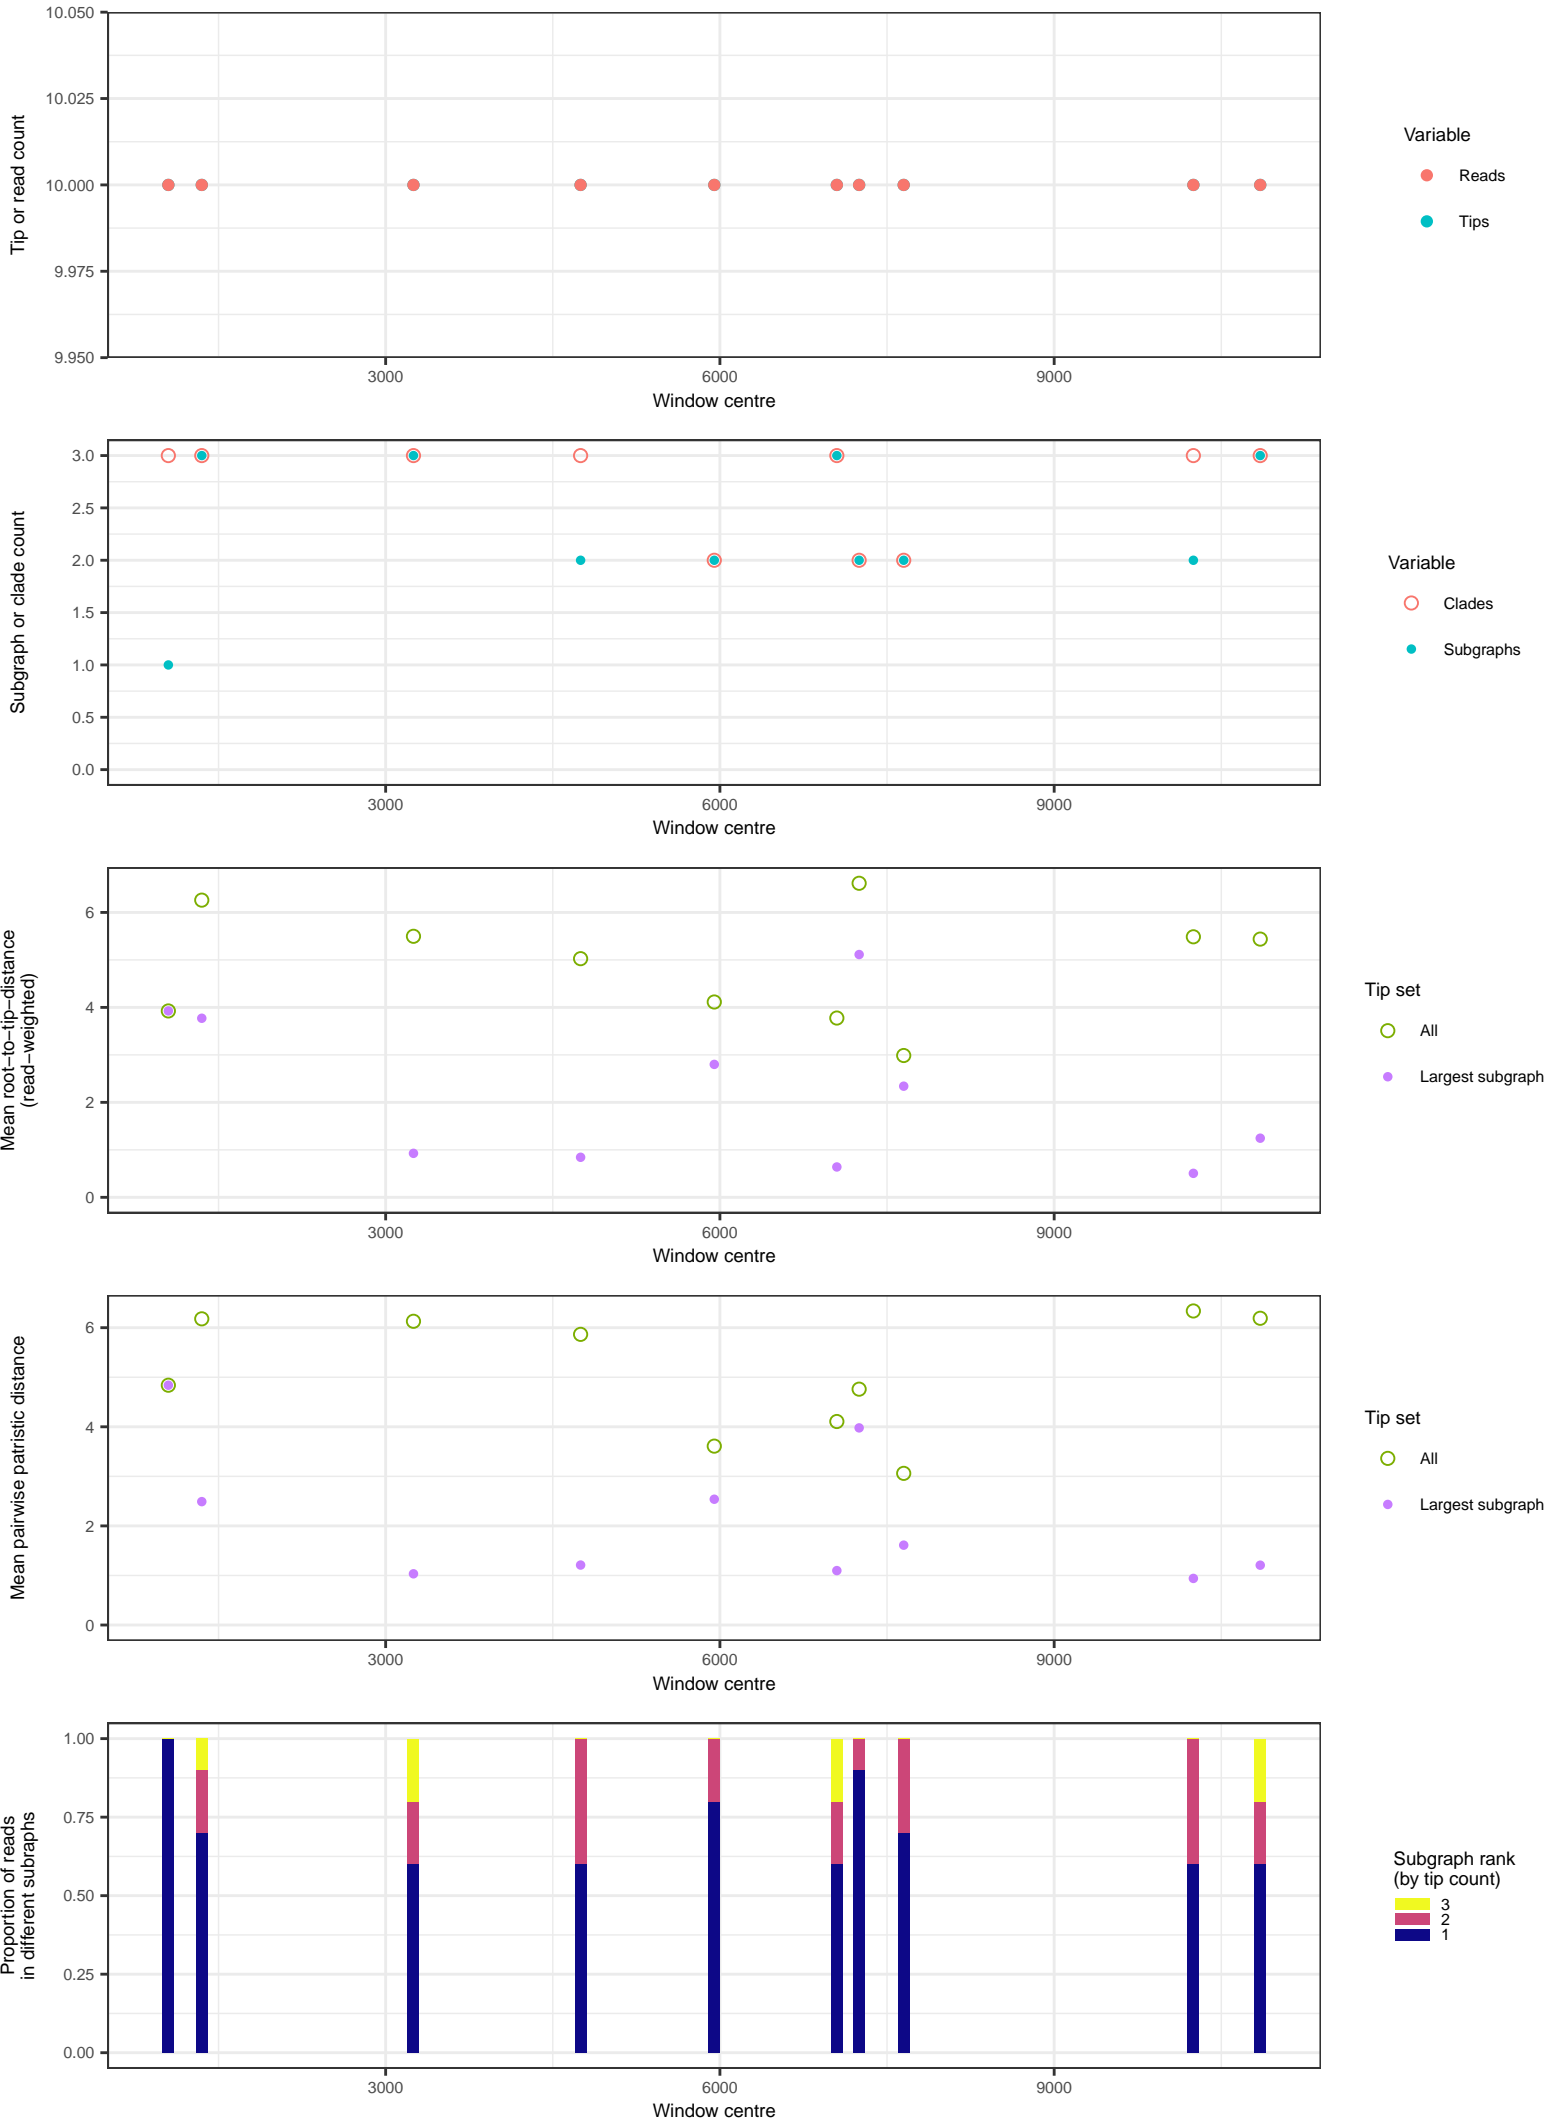 10.050
10.025
10.000
9.975
9.950
Tip or read count
3000 6000 9000
Window centre
Variable
Reads
Tips
3.0
2.5
2.0
1.5
1.0
0.5
0.0
Subgraph or clade count
3000 6000 9000
Window centre
Variable
Clades
Subgraphs
6
4
2
0
Mean root−to−tip−distance
(read−weighted)
3000 6000 9000
Window centre
Tip set
All
Largest subgraph
6
4
2
0
Mean pairwise patristic distance
3000 6000 9000
Window centre
Tip set
All
Largest subgraph
1.00
0.75
0.50
0.25
0.00
Proportion of reads
in different subraphs
3000 6000 9000
Window centre
Subgraph rank
(by tip count)
3
2
1